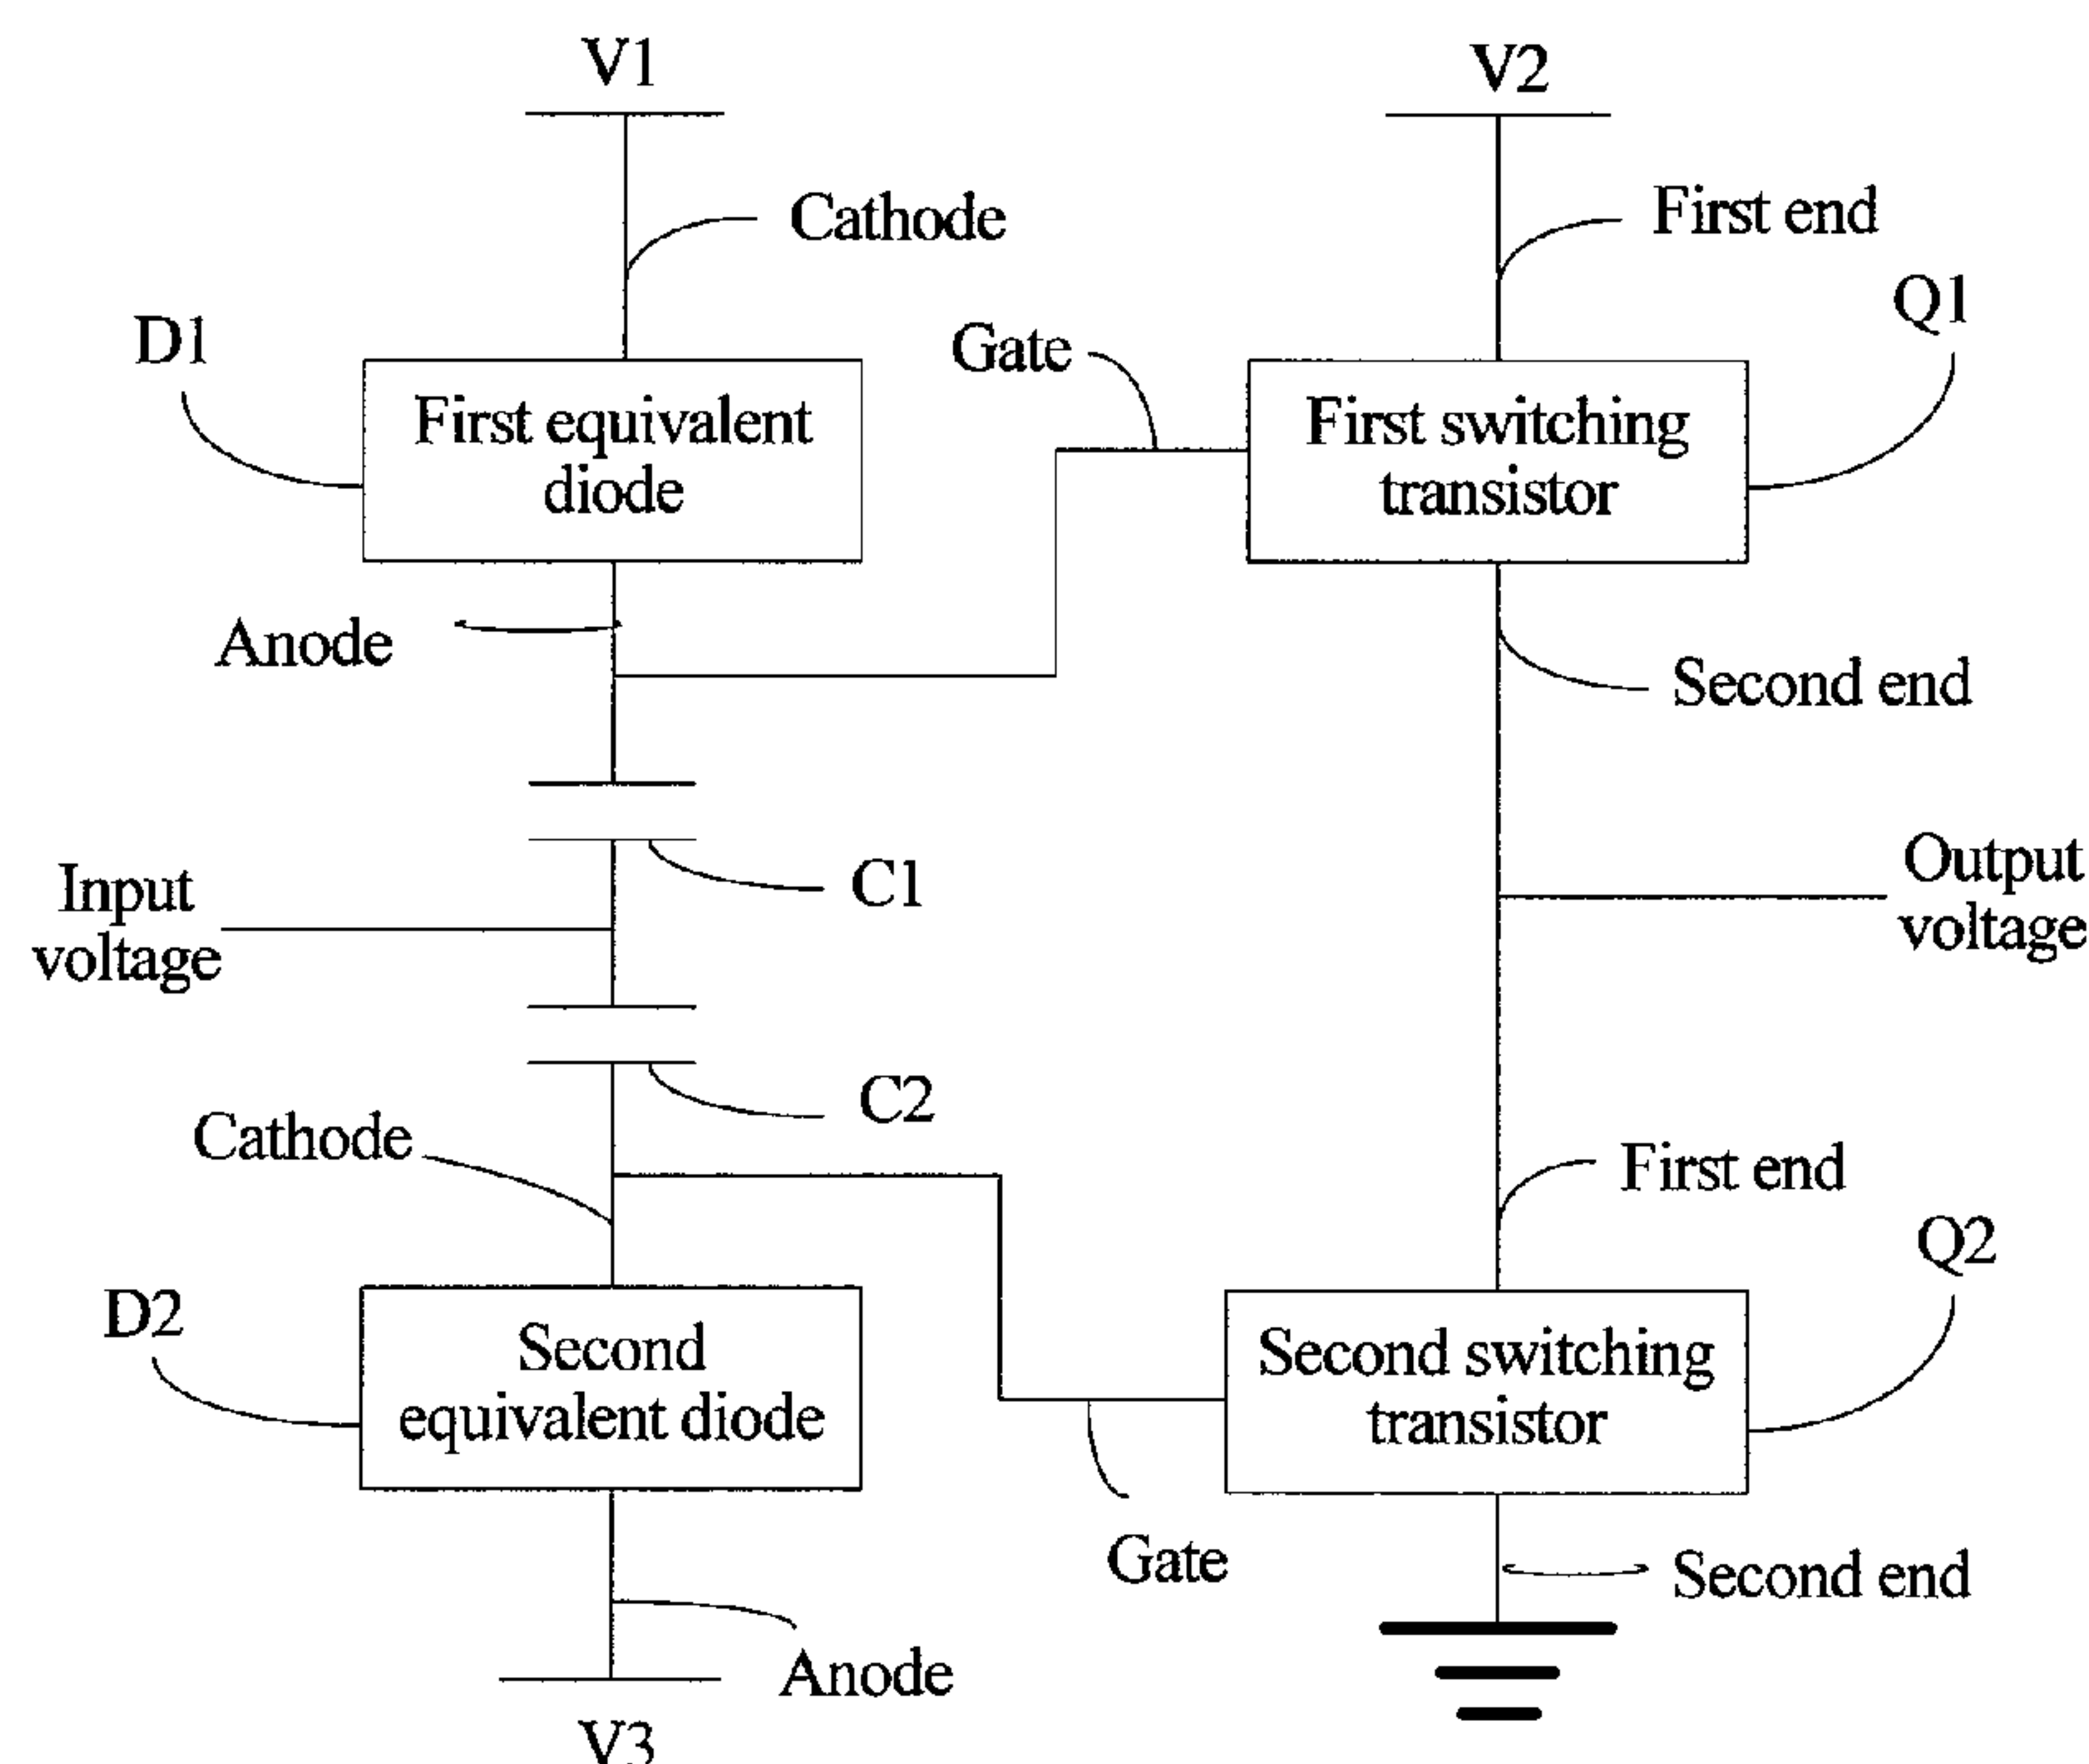 V1
V2
Cathode
First end
D1
Gate
Q1
First equivalent
diode
First switching
transistor
Anode
Second end
C1
Input
voltage
Output
voltage
C2
Cathode
First end
D2
Q2
Second
equivalent diode
Second switching
transistor
Gate
Second end
Anode
V3